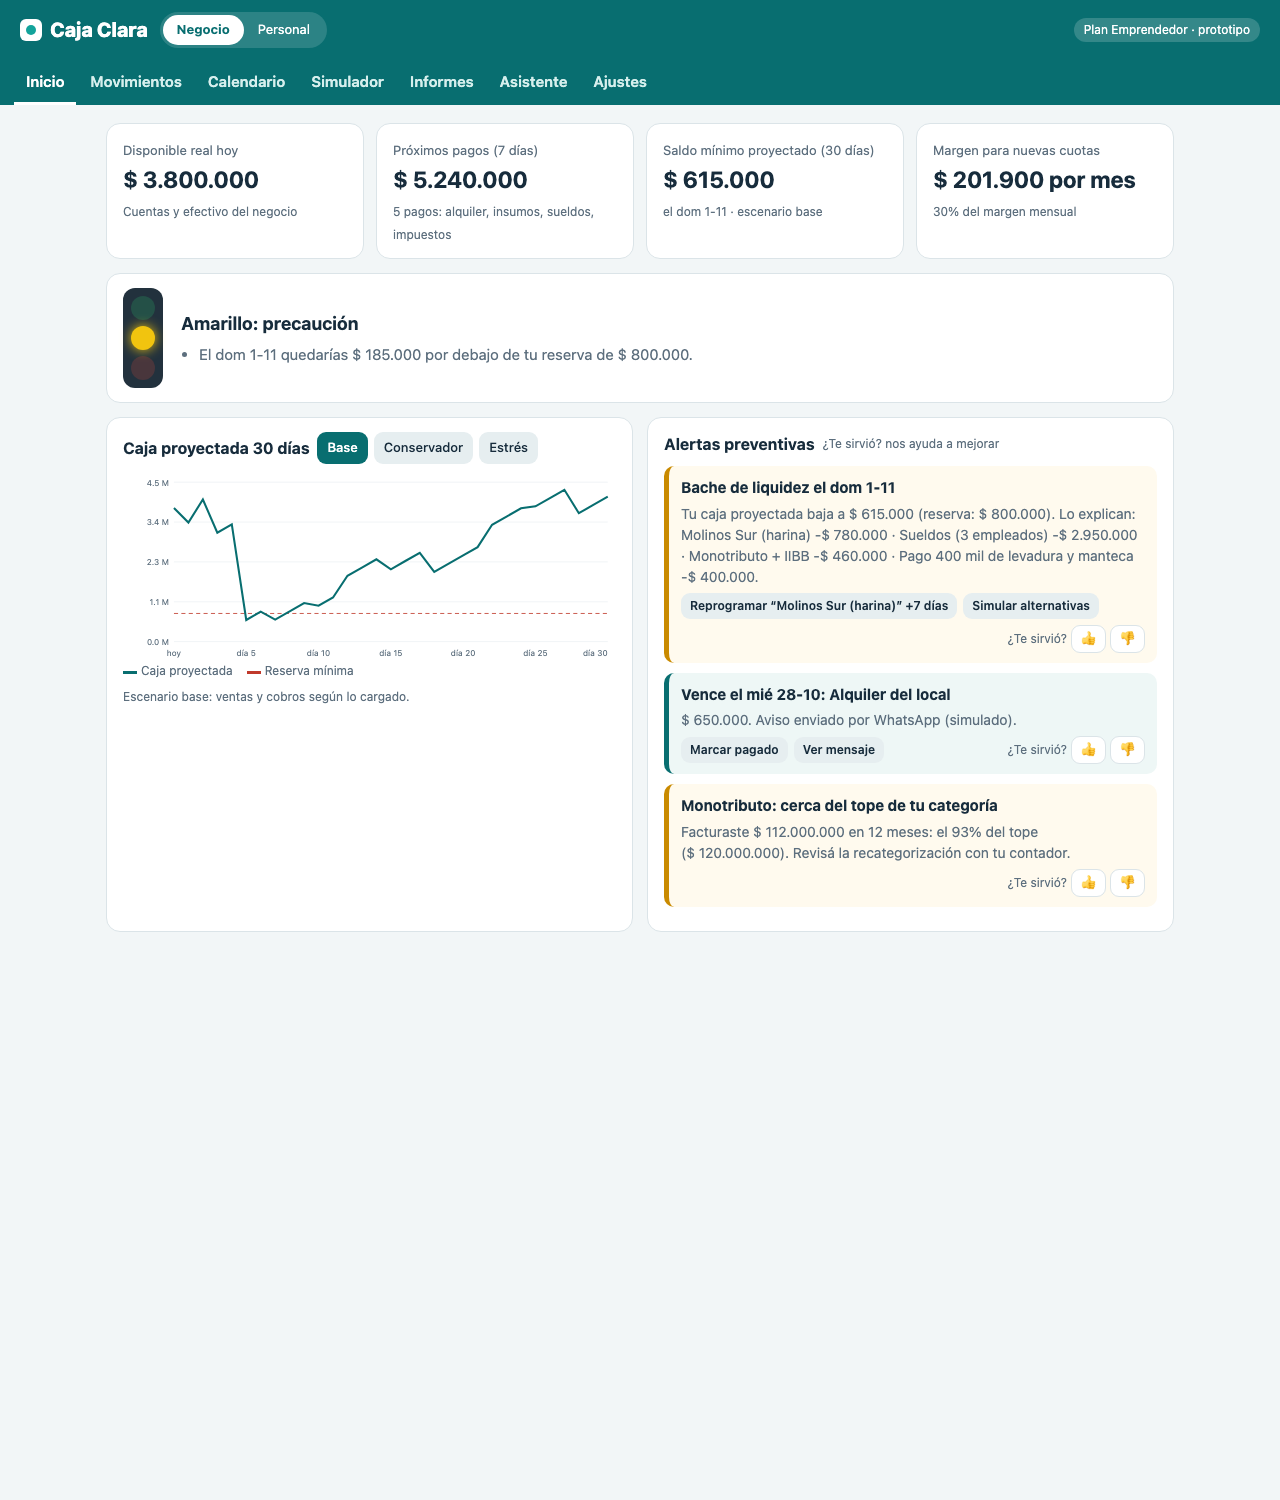 Caja Clara
Negocio
Personal
Plan Emprendedor · prototipo
Inicio
Movimientos
Calendario
Simulador
Informes
Asistente
Ajustes
Disponible real hoy
$ 3.800.000
Cuentas y efectivo del negocio
Próximos pagos (7 días)
$ 5.240.000
5 pagos: alquiler, insumos, sueldos,
impuestos
Saldo mínimo proyectado (30 días)
$ 615.000
el dom 1-11 · escenario base
Margen para nuevas cuotas
$ 201.900 por mes
30% del margen mensual
Amarillo: precaución
• El dom 1-11 quedarías $ 185.000 por debajo de tu reserva de $ 800.000.
Caja proyectada 30 días
Base
Conservador
Estrés
4.5 M
3.4 M
2.3 M
1.1 M
0.0 M
hoy
día 5
día 10
día 15
día 20
día 25
día 30
Caja proyectada
Reserva mínima
Escenario base: ventas y cobros según lo cargado.
Alertas preventivas
¿Te sirvió? nos ayuda a mejorar
Bache de liquidez el dom 1-11
Tu caja proyectada baja a $ 615.000 (reserva: $ 800.000). Lo explican:
Molinos Sur (harina) -$ 780.000 · Sueldos (3 empleados) -$ 2.950.000
· Monotributo + IIBB -$ 460.000 · Pago 400 mil de levadura y manteca
-$ 400.000.
Reprogramar “Molinos Sur (harina)” +7 días
Simular alternativas
¿Te sirvió? 👍 👎
Vence el mié 28-10: Alquiler del local
$ 650.000. Aviso enviado por WhatsApp (simulado).
Marcar pagado
Ver mensaje
¿Te sirvió? 👍 👎
Monotributo: cerca del tope de tu categoría
Facturaste $ 112.000.000 en 12 meses: el 93% del tope
($ 120.000.000). Revisá la recategorización con tu contador.
¿Te sirvió? 👍 👎